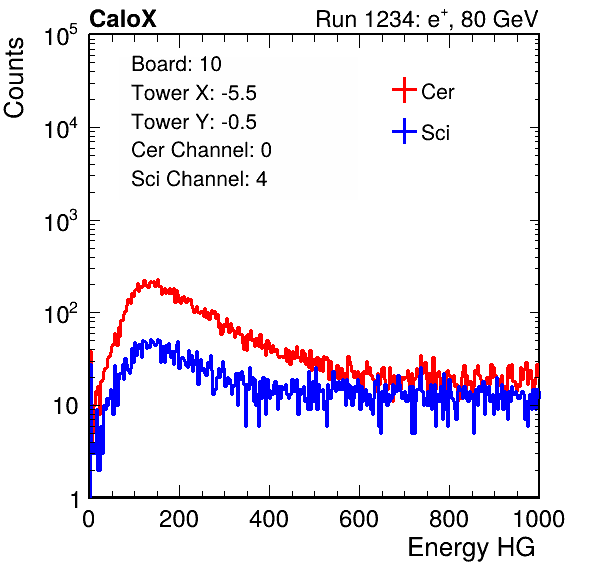 CaloX Run 1234: e⁺, 80 GeV
Counts
10⁵
10⁴
10³
10²
10
1
Board: 10
Tower X: -5.5
Tower Y: -0.5
Cer Channel: 0
Sci Channel: 4
Cer
Sci
0 200 400 600 800 1000
Energy HG